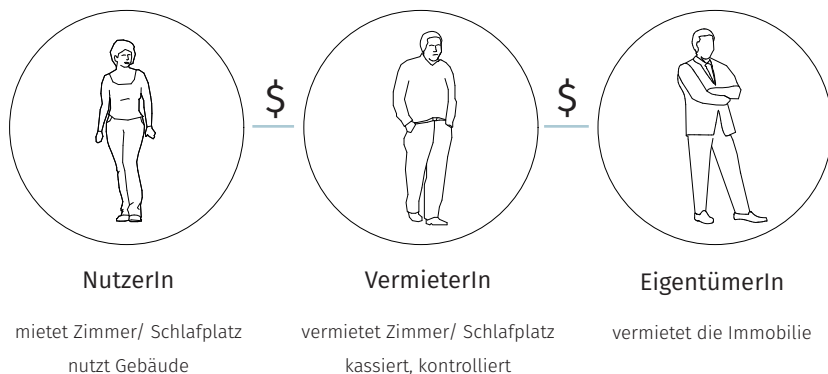 $
$
NutzerIn
VermieterIn
EigentümerIn
mietet Zimmer/ Schlafplatz
nutzt Gebäude
vermietet Zimmer/ Schlafplatz
kassiert, kontrolliert
vermietet die Immobilie